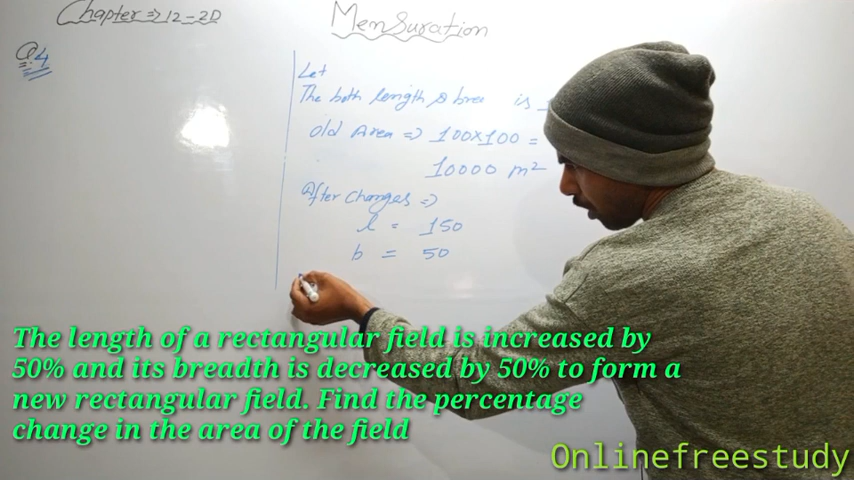 Chapter => 12-2D
Mensuration
Q.4
Let
The both length & bree is
old Area => 100x100 =
10000 m²
After changes =>
l = 150
b = 50
The length of a rectangular field is increased by
50% and its breadth is decreased by 50% to form a
new rectangular field. Find the percentage
change in the area of the field
Onlinefreestudy